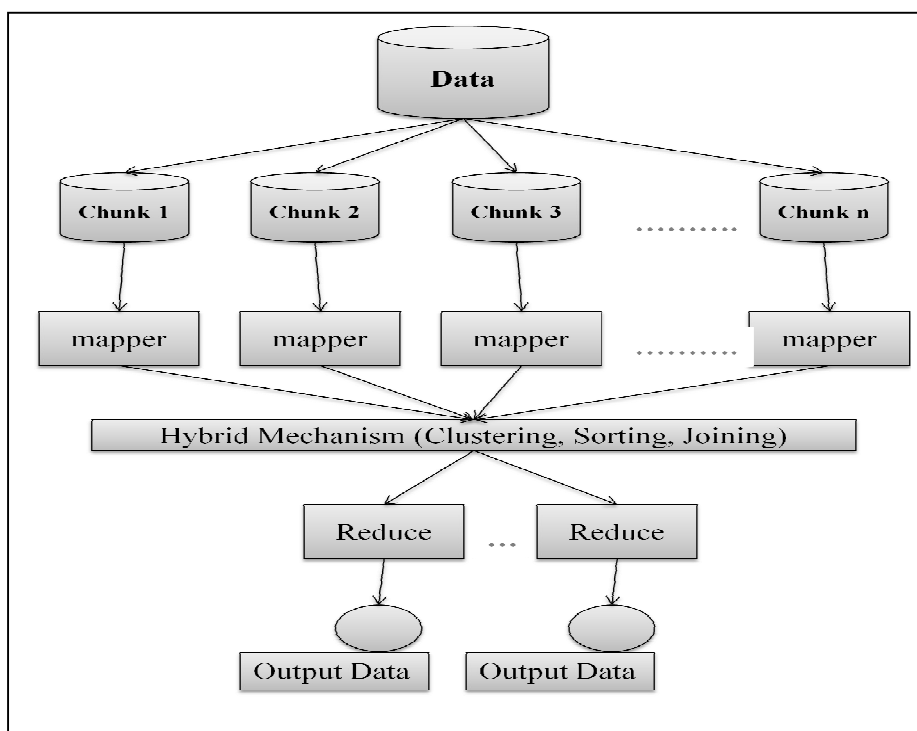 Data
Chunk 1 Chunk 2 Chunk 3 .......... Chunk n
mapper mapper mapper .......... mapper
Hybrid Mechanism (Clustering, Sorting, Joining)
Reduce ... Reduce
Output Data Output Data